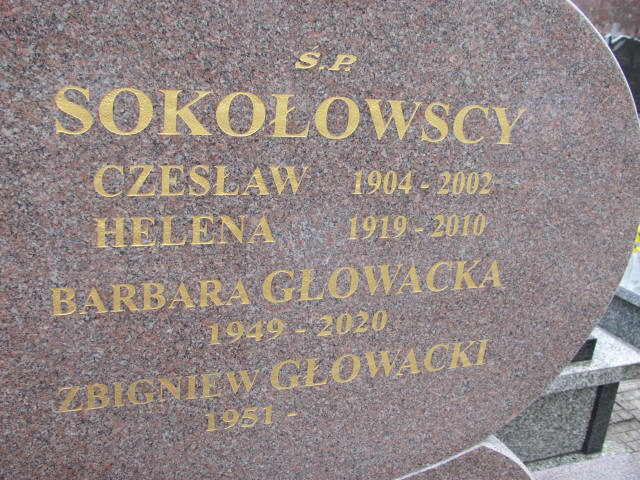 Ś.P.
SOKOŁOWSCY
CZESŁAW 1904 - 2002
HELENA 1919 - 2010
BARBARA GŁOWACKA
1949 - 2020
ZBIGNIEW GŁOWACKI
1951 -